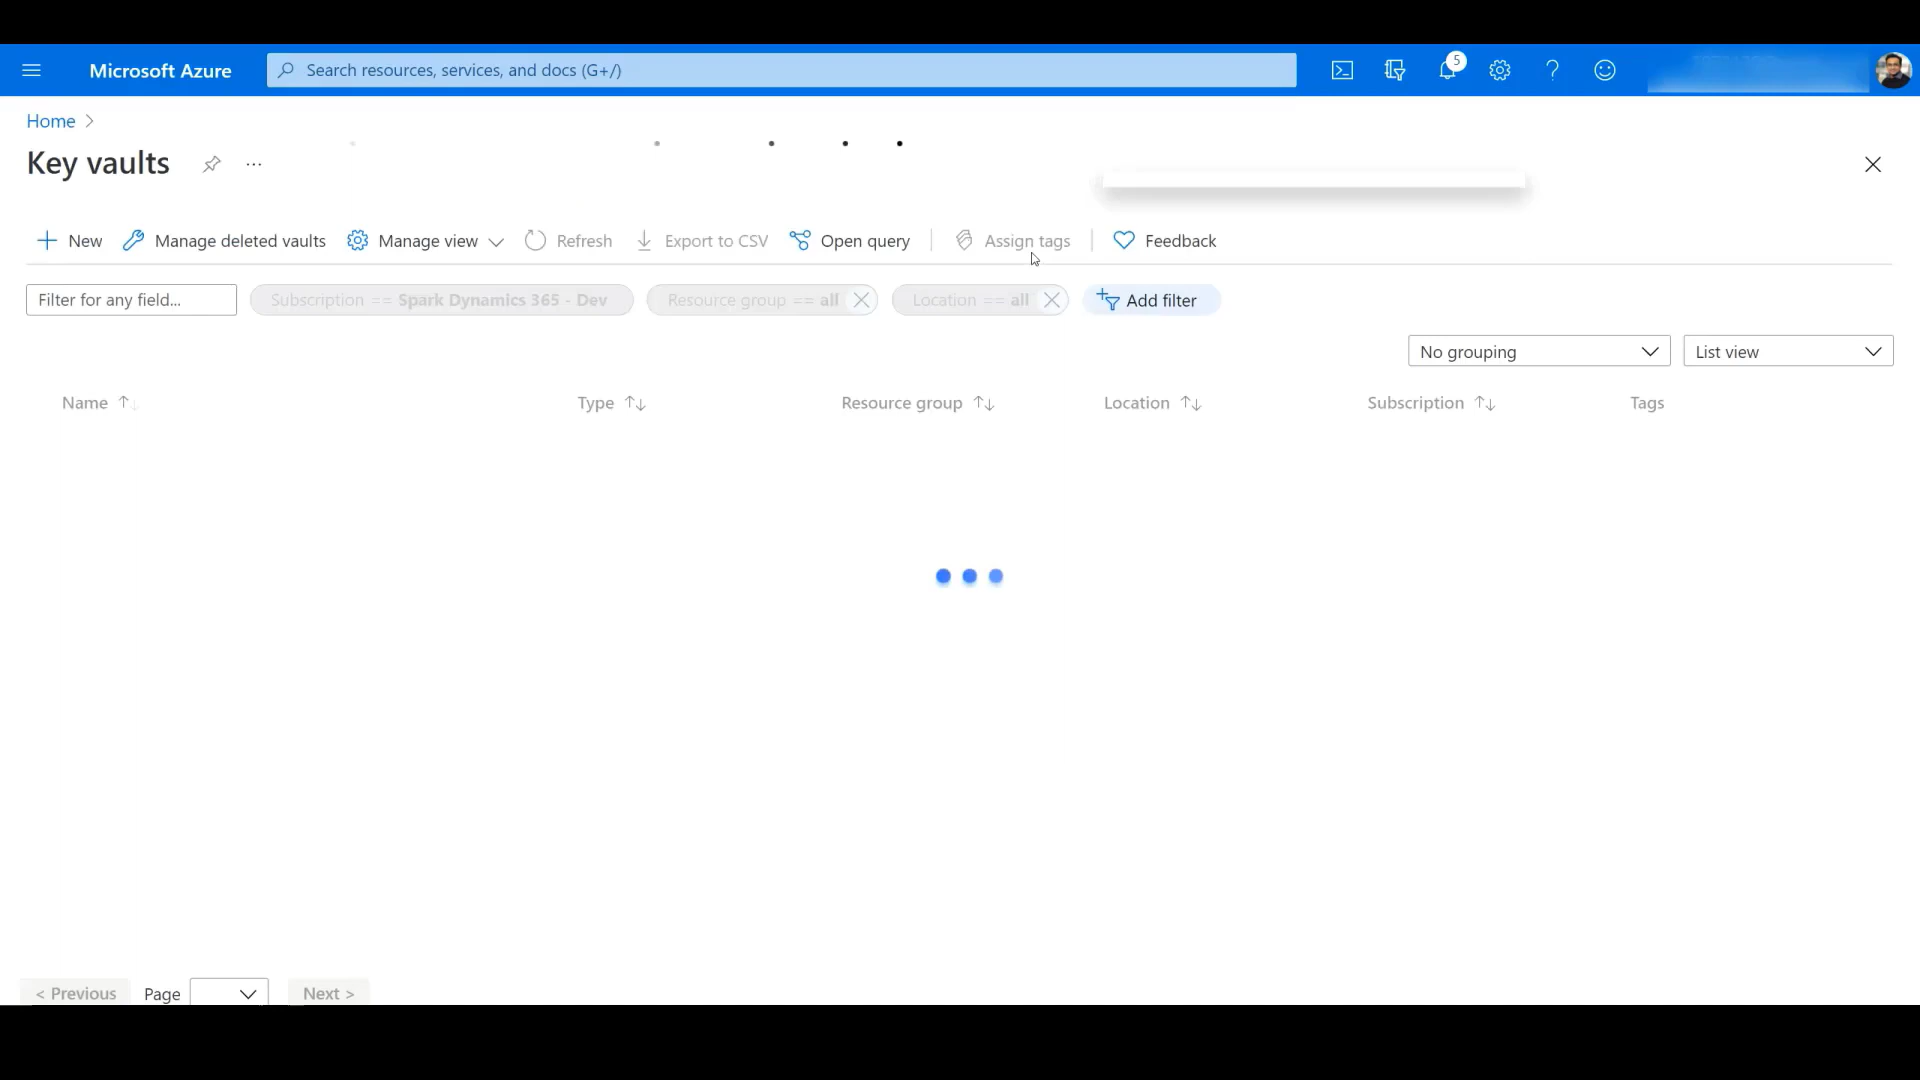 Microsoft Azure
Search resources, services, and docs (G+/)
5
Home
Key vaults
New
Manage deleted vaults
Manage view
Refresh
Export to CSV
Open query
Assign tags
Feedback
Filter for any field...
Subscription == Spark Dynamics 365 - Dev
Resource group == all
Location == all
Add filter
No grouping
List view
Name
Type
Resource group
Location
Subscription
Tags
< Previous
Page
Next >